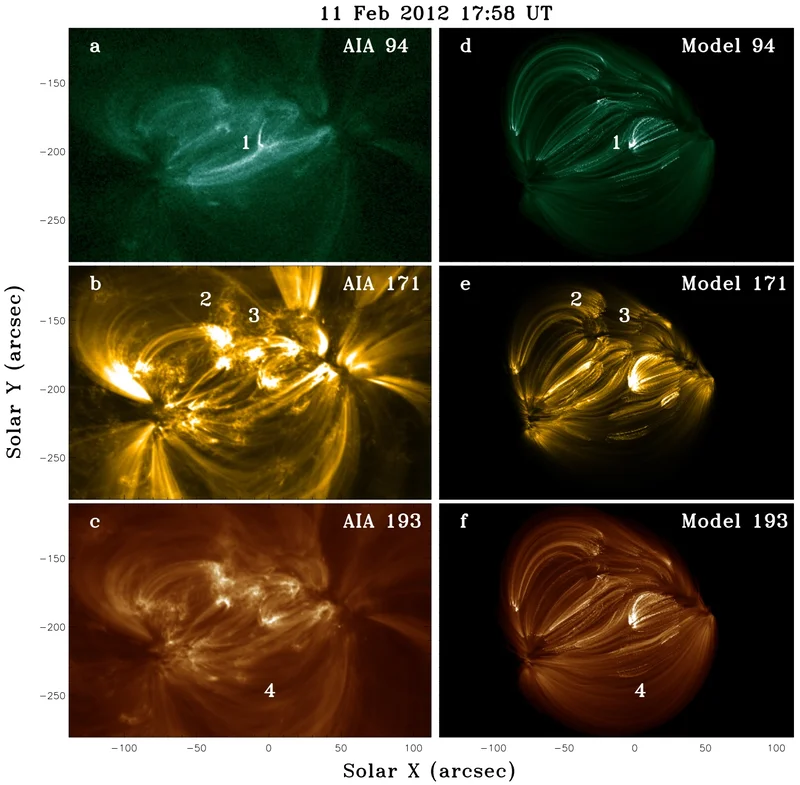 11 Feb 2012 17:58 UT
a AIA 94
d Model 94
−150
−200
−250
1
1
b AIA 171
e Model 171
−150
−200
−250
2 3
2 3
c AIA 193
f Model 193
−150
−200
−250
4
4
−100 −50 0 50 100
−100 −50 0 50 100
Solar X (arcsec)
Solar Y (arcsec)